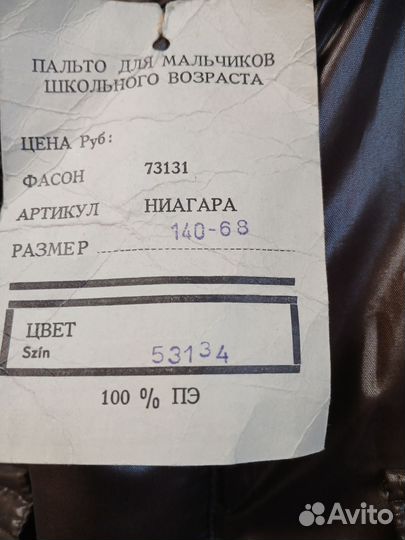 ПАЛЬТО ДЛЯ МАЛЬЧИКОВ
ШКОЛЬНОГО ВОЗРАСТА
ЦЕНА Руб:
ФАСОН 73131
АРТИКУЛ НИАГАРА
РАЗМЕР 140-68
ЦВЕТ
Szín 53134
100 % ПЭ
Avito